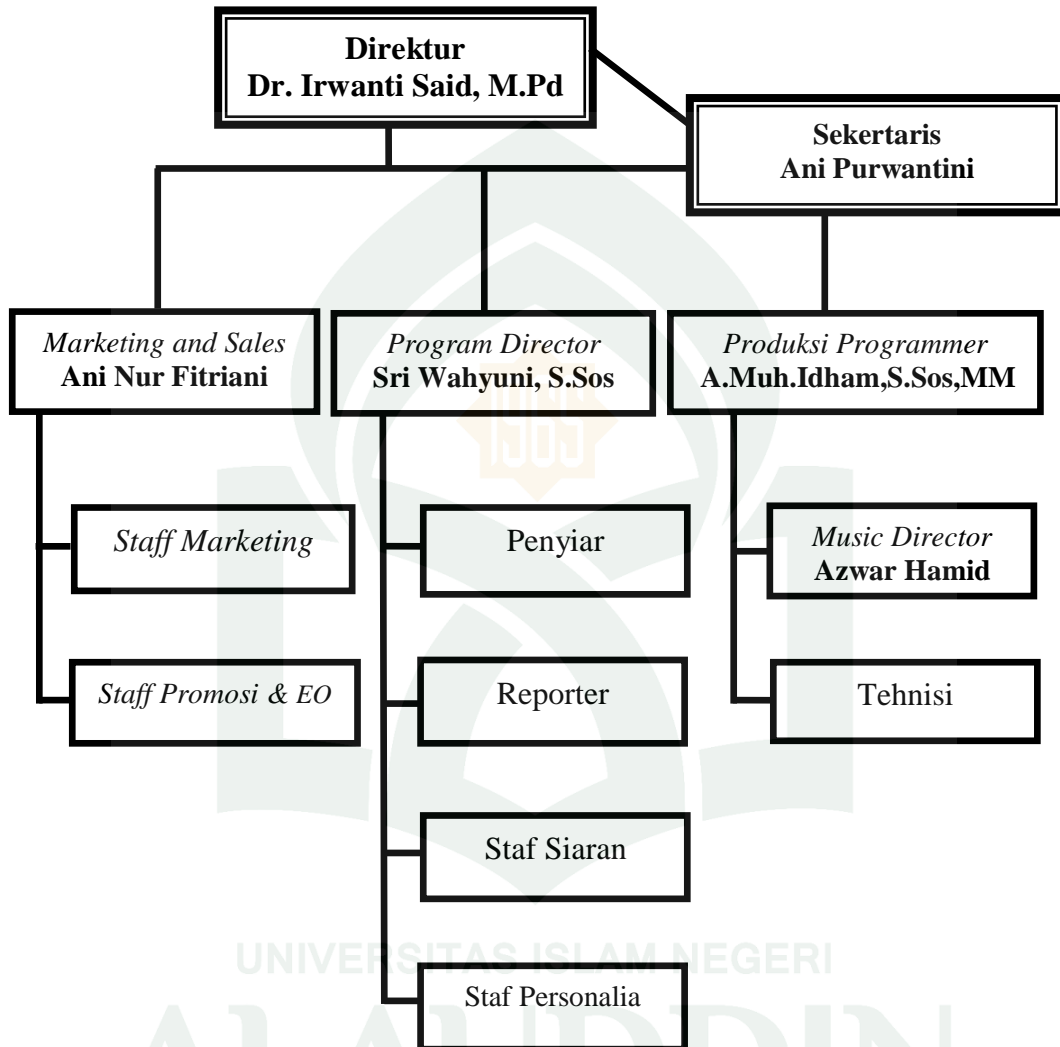 Direktur
Dr. Irwanti Said, M.Pd
Sekertaris
Ani Purwantini
Marketing and Sales
Ani Nur Fitriani
Program Director
Sri Wahyuni, S.Sos
Produksi Programmer
A.Muh.Idham,S.Sos,MM
1965
Staff Marketing
Penyiar
Music Director
Azwar Hamid
Staff Promosi & EO
Reporter
Tehnisi
Staf Siaran
UNIVERSITAS ISLAM NEGERI
Staf Personalia
ALAUDDIN